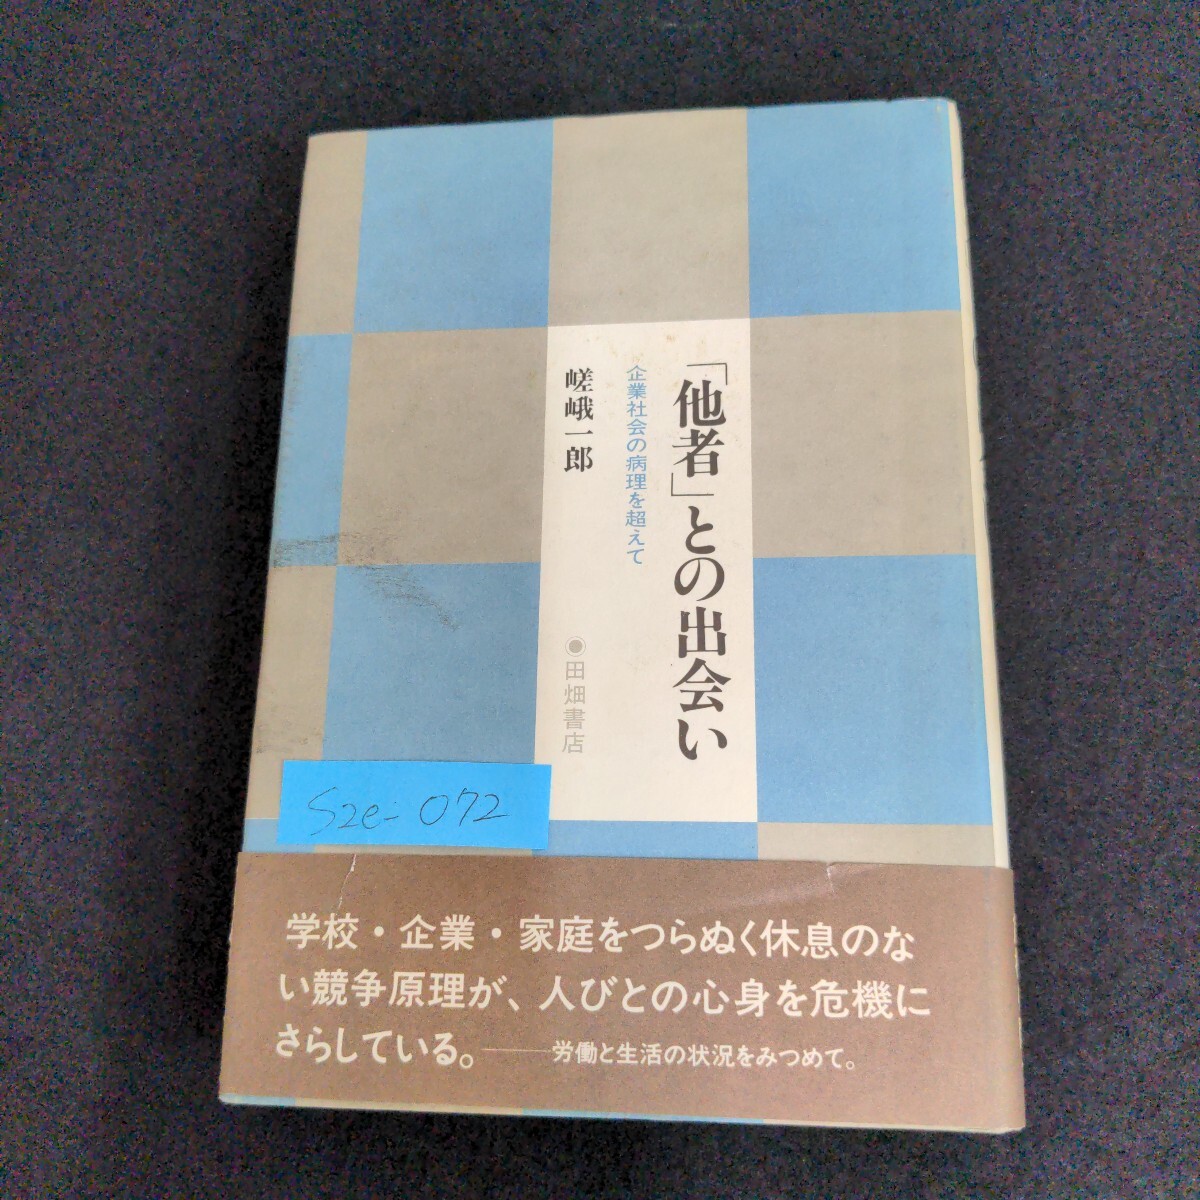 「他者」との出会い
企業社会の病理を超えて
嵯峨一郎
◉田畑書店
S2e-072
学校・企業・家庭をつらぬく休息のな
い競争原理が、人びとの心身を危機に
さらしている。——労働と生活の状況をみつめて。